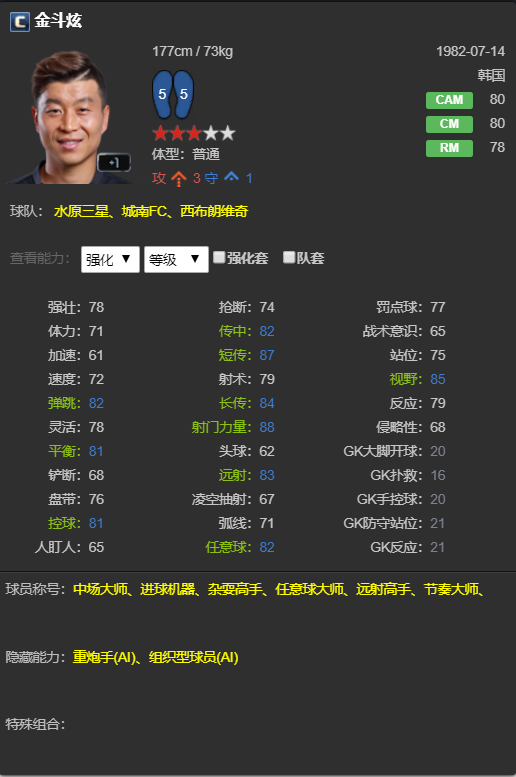 C 金斗炫
177cm / 73kg 1982-07-14
韩国
5 5 CAM 80
CM 80
RM 78
体型：普通
+1
攻 3 守 1
球队： 水原三星、城南FC、西布朗维奇
查看能力： 强化 ▼ 等级 ▼ 强化套 队套
强壮：78 抢断：74 罚点球：77
体力：71 传中：82 战术意识：65
加速：61 短传：87 站位：75
速度：72 射术：79 视野：85
弹跳：82 长传：84 反应：79
灵活：78 射门力量：88 侵略性：68
平衡：81 头球：62 GK大脚开球：20
铲断：68 远射：83 GK扑救：16
盘带：76 凌空抽射：67 GK手控球：20
控球：81 弧线：71 GK防守站位：21
人盯人：65 任意球：82 GK反应：21
球员称号：中场大师、进球机器、杂耍高手、任意球大师、远射高手、节奏大师、
隐藏能力：重炮手(AI)、组织型球员(AI)
特殊组合：